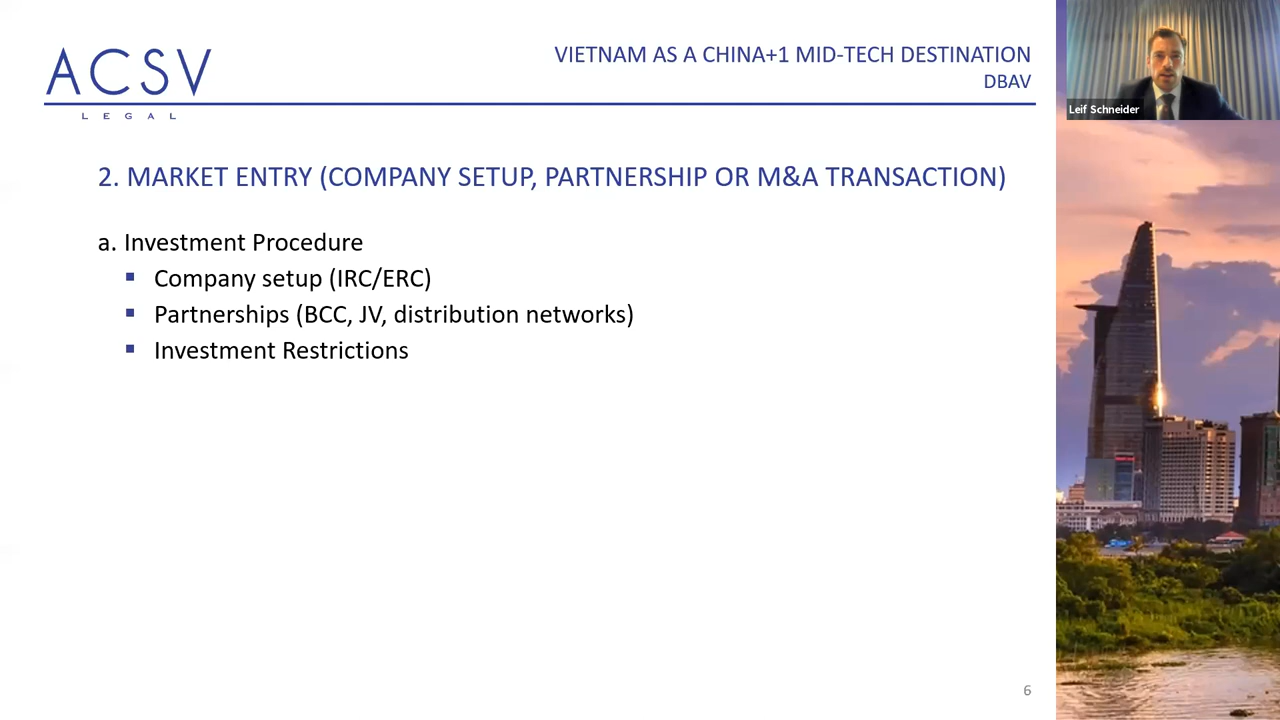 ACSV
LEGAL
VIETNAM AS A CHINA+1 MID-TECH DESTINATION
DBAV
Leif Schneider
2. MARKET ENTRY (COMPANY SETUP, PARTNERSHIP OR M&A TRANSACTION)
a. Investment Procedure
▪ Company setup (IRC/ERC)
▪ Partnerships (BCC, JV, distribution networks)
▪ Investment Restrictions
6